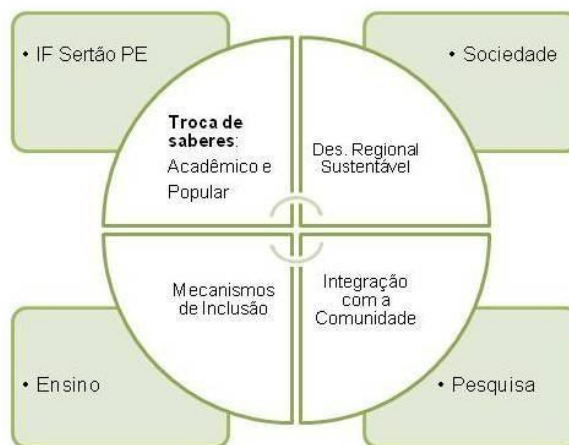 • IF Sertão PE
• Sociedade
Troca de
saberes:
Acadêmico e
Popular
Des. Regional
Sustentável
Mecanismos
de Inclusão
Integração
com a
Comunidade
• Ensino
• Pesquisa